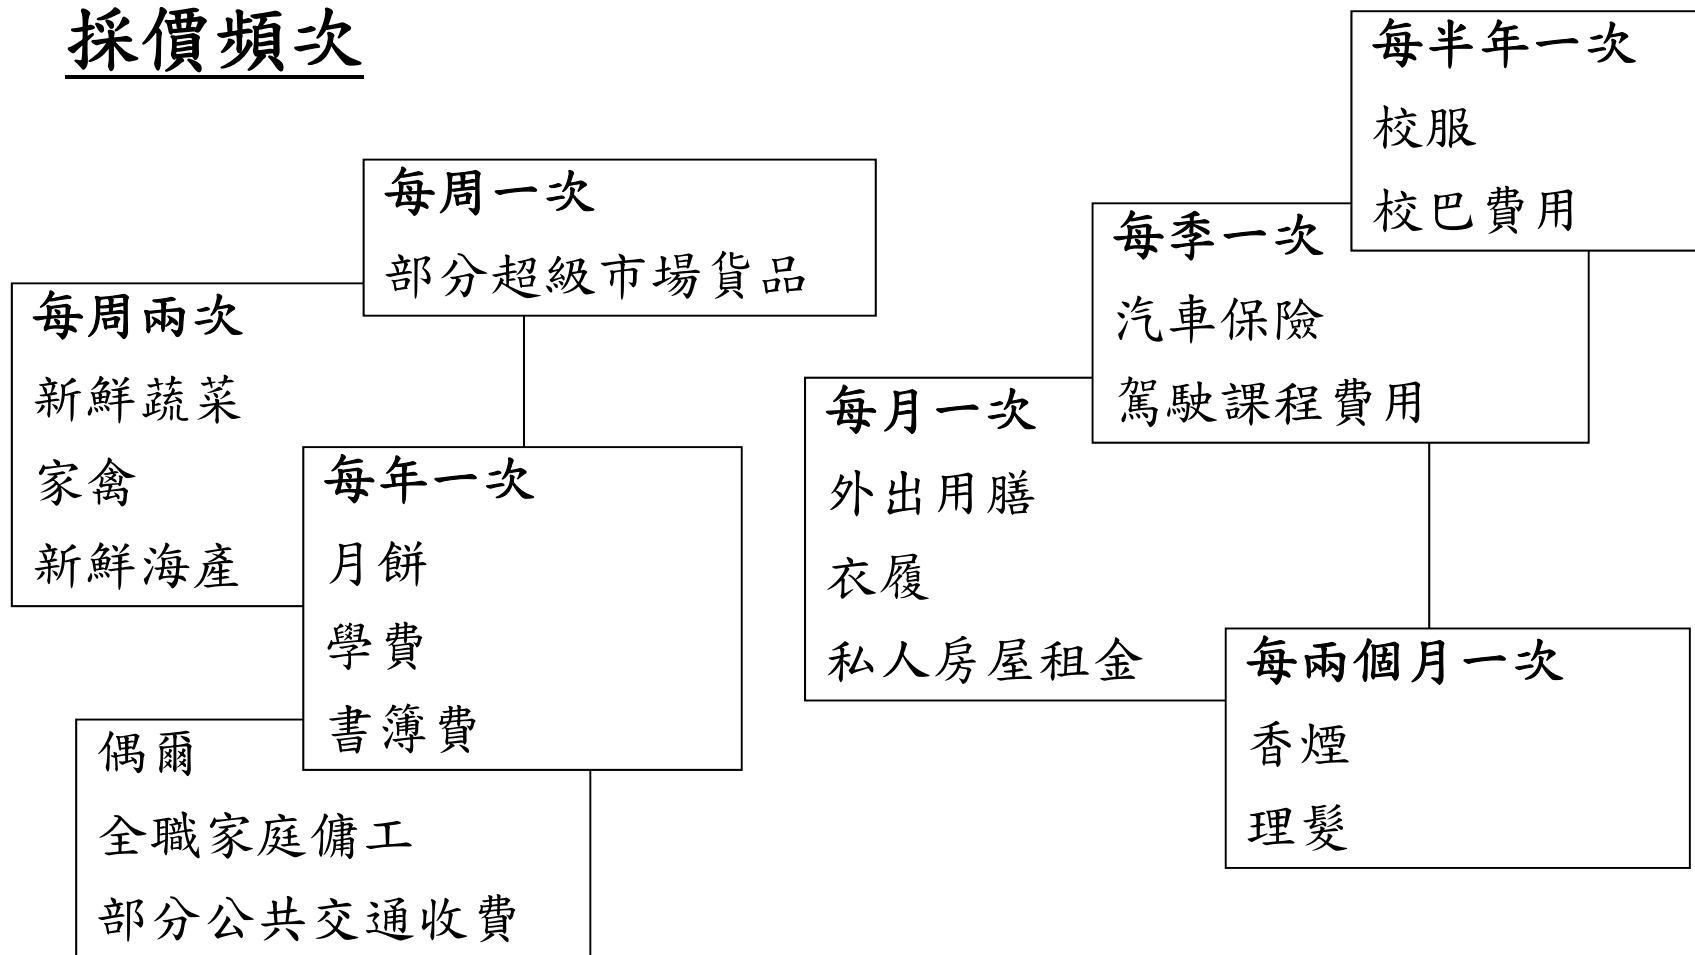 採價頻次
每周一次
部分超級市場貨品
每周兩次
新鮮蔬菜
家禽
新鮮海產
每年一次
月餅
學費
書簿費
偶爾
全職家庭傭工
部分公共交通收費
每半年一次
校服
校巴費用
每季一次
汽車保險
駕駛課程費用
每月一次
外出用膳
衣履
私人房屋租金
每兩個月一次
香煙
理髮